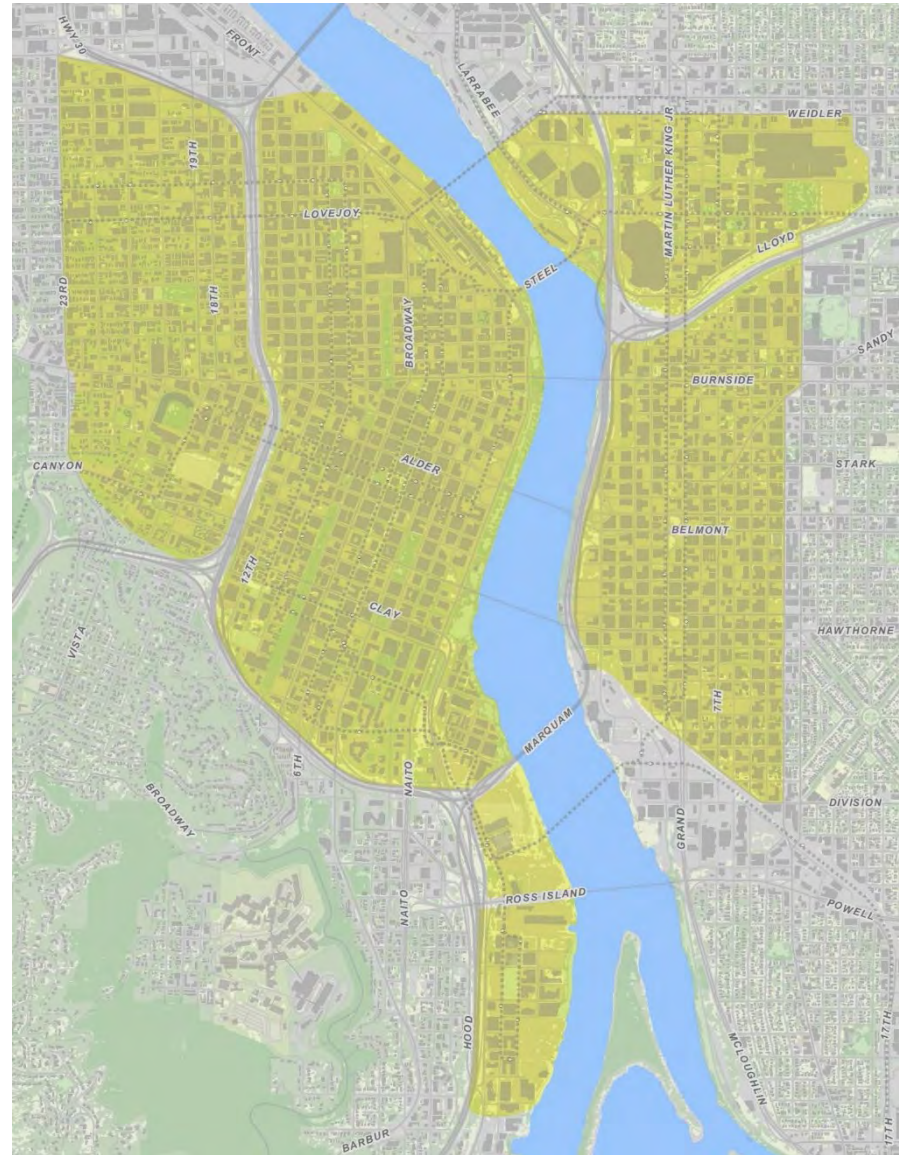 HWY 30
FRONT
LARRABEE
WEIDLER
MARTIN LUTHER KING JR
19TH
LOVEJOY
LLOYD
STEEL
23RD
18TH
BROADWAY
SANDY
BURNSIDE
ALDER
CANYON
STARK
BELMONT
12TH
CLAY
HAWTHORNE
VISTA
7TH
MARQUAM
6TH
NAITO
BROADWAY
DIVISION
GRAND
ROSS ISLAND
NAITO
POWELL
HOOD
17TH
MCLOUGHLIN
BARBUR
17TH